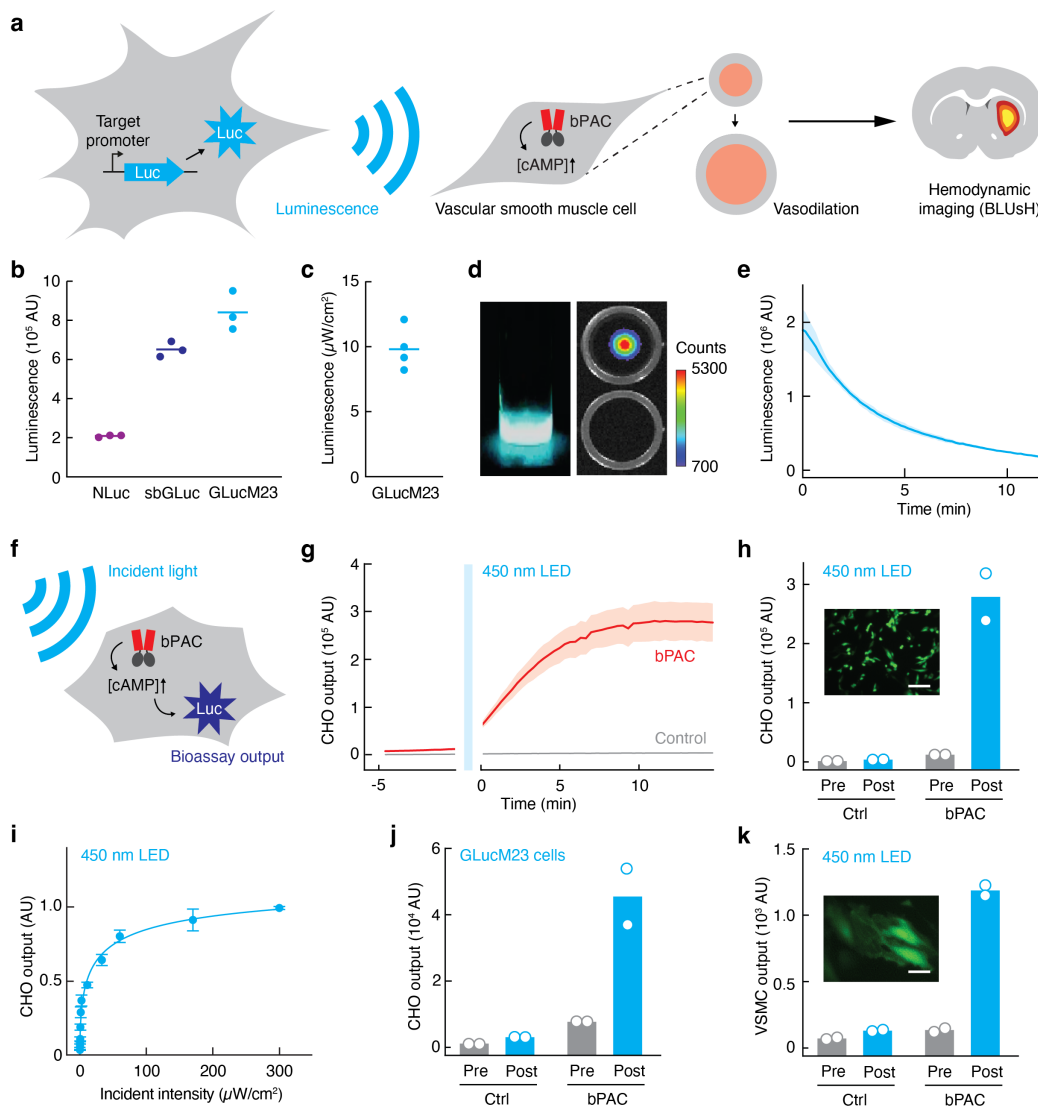 a
Target
promoter
Luc
Luc
Luminescence
bPAC
[cAMP]↑
Vascular smooth muscle cell
Vasodilation
Hemodynamic
imaging (BLUsH)
b
Luminescence (10⁵ AU)
10
8
6
4
2
0
NLuc
sbGLuc
GLucM23
c
Luminescence (µW/cm²)
15
10
5
0
GLucM23
d
Counts
5300
700
e
Luminescence (10⁶ AU)
2
1
0
0
5
10
Time (min)
f
Incident light
bPAC
[cAMP]↑
Luc
Bioassay output
g
450 nm LED
CHO output (10⁵ AU)
4
3
2
1
0
bPAC
Control
-5
0
5
10
Time (min)
h
450 nm LED
CHO output (10⁵ AU)
3
2
1
0
Pre
Post
Pre
Post
Ctrl
bPAC
i
450 nm LED
CHO output (AU)
1.0
0.5
0
0
100
200
300
Incident intensity (µW/cm²)
j
GLucM23 cells
CHO output (10⁴ AU)
6
4
2
0
Pre
Post
Pre
Post
Ctrl
bPAC
k
450 nm LED
VSMC output (10³ AU)
1.5
1.0
0.5
0
Pre
Post
Pre
Post
Ctrl
bPAC